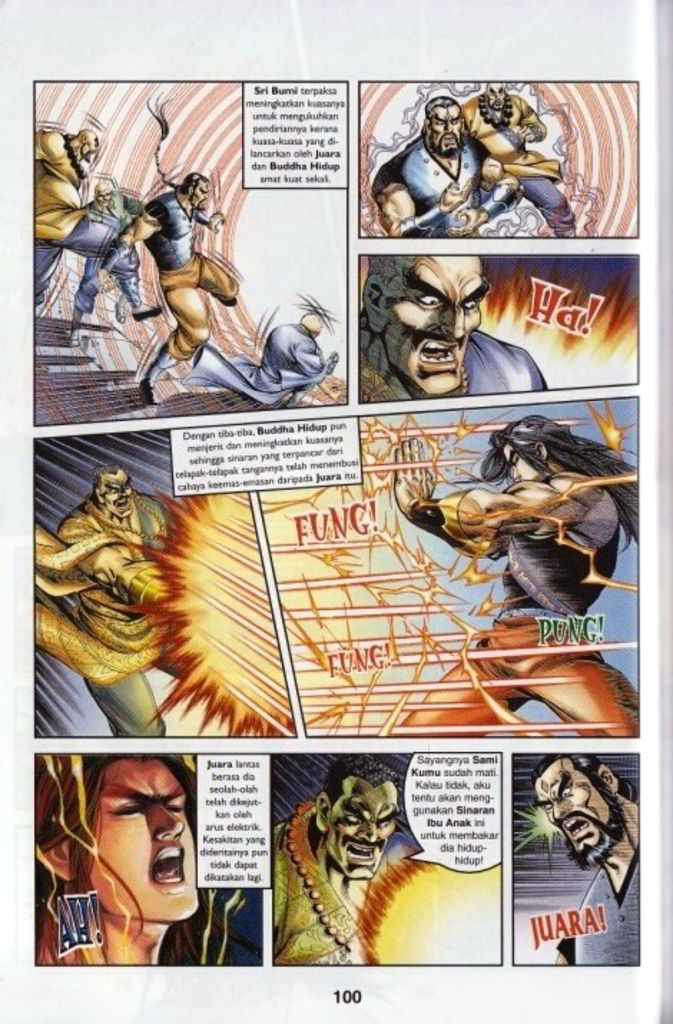 Sri Bumi terpaksa
meningkatkan kuasanya
untuk mengukuhkan
pendiriannya kerana
kuasa-kuasa yang di-
lancarkan oleh Juara
dan Buddha Hidup
amat kuat sekali.
Ha!
Dengan tiba-tiba, Buddha Hidup pun
menjerit dan meningkatkan kuasanya
sehingga sinaran yang terpancar dari
telapak-telapak tangannya telah menembusi
cahaya keemas-emasan daripada Juara itu.
FUNG!
FUNG!
PUNG!
Juara lantas
berasa dia
seolah-olah
telah dikejut-
kan oleh
arus elektrik.
Kesakitan yang
dideritainya pun
tidak dapat
dikatakan lagi.
AH!
Sayangnya Sami
Kumu sudah mati.
Kalau tidak, aku
tentu akan meng-
gunakan Sinaran
Ibu Anak ini
untuk membakar
dia hidup-
hidup!
JUARA!
100